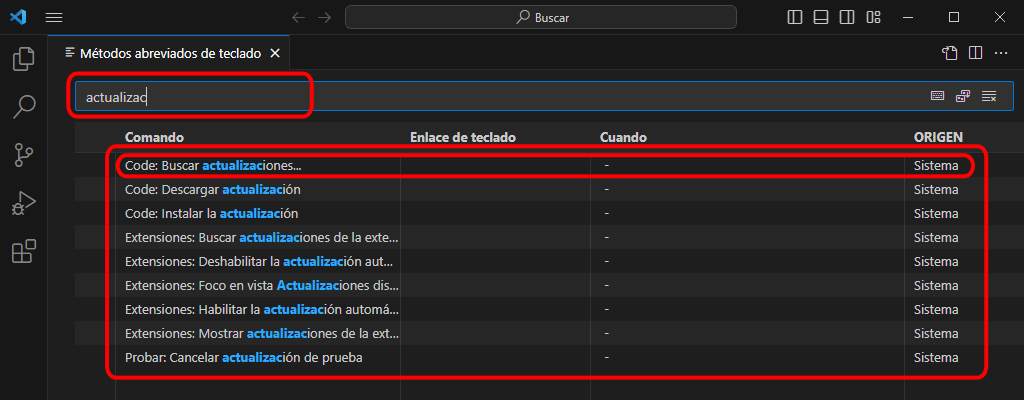 Buscar
Métodos abreviados de teclado
actualizac
Comando Enlace de teclado Cuando ORIGEN
Code: Buscar actualizaciones... - Sistema
Code: Descargar actualización - Sistema
Code: Instalar la actualización - Sistema
Extensiones: Buscar actualizaciones de la exte... - Sistema
Extensiones: Deshabilitar la actualización aut... - Sistema
Extensiones: Foco en vista Actualizaciones dis... - Sistema
Extensiones: Habilitar la actualización automá... - Sistema
Extensiones: Mostrar actualizaciones de la ext... - Sistema
Probar: Cancelar actualización de prueba - Sistema